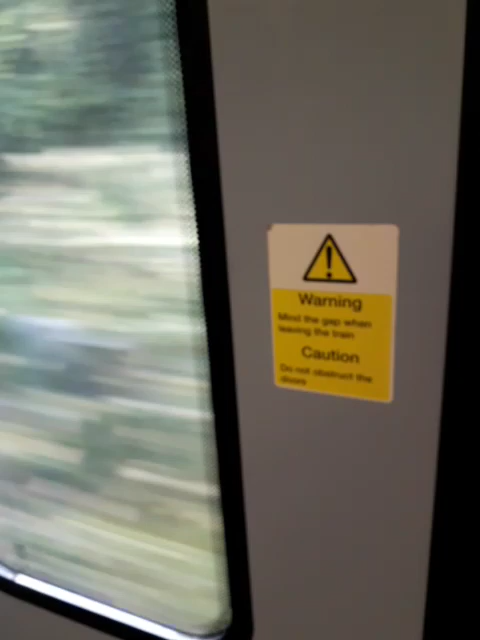 Warning
Mind the gap when
leaving the train
Caution
Do not obstruct the
doors